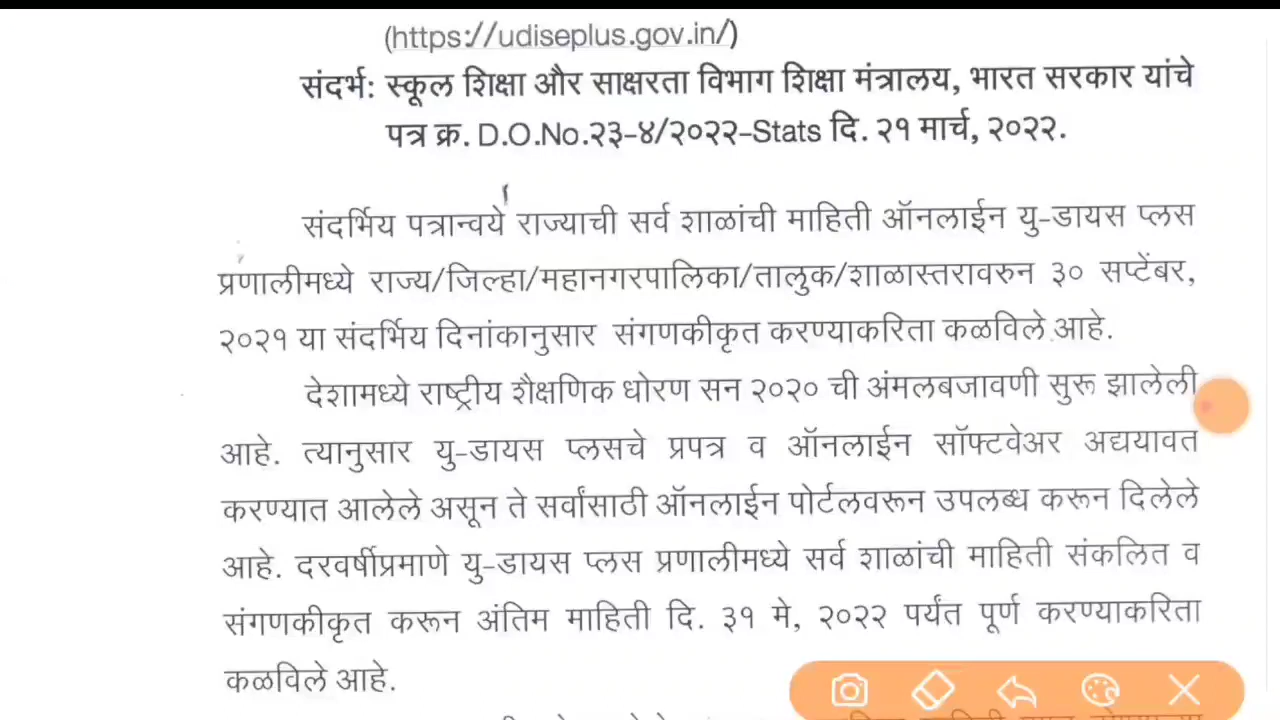 (https://udiseplus.gov.in/)
संदर्भ: स्कूल शिक्षा और साक्षरता विभाग शिक्षा मंत्रालय, भारत सरकार यांचे
पत्र क्र. D.O.No.२३-४/२०२२-Stats दि. २१ मार्च, २०२२.
संदर्भिय पत्रान्वये राज्याची सर्व शाळांची माहिती ऑनलाईन यु-डायस प्लस
प्रणालीमध्ये राज्य/जिल्हा/महानगरपालिका/तालुक/शाळास्तरावरुन ३० सप्टेंबर,
२०२१ या संदर्भिय दिनांकानुसार संगणकीकृत करण्याकरिता कळविले आहे.
देशामध्ये राष्ट्रीय शैक्षणिक धोरण सन २०२० ची अंमलबजावणी सुरू झालेली
आहे. त्यानुसार यु-डायस प्लसचे प्रपत्र व ऑनलाईन सॉफ्टवेअर अद्ययावत
करण्यात आलेले असून ते सर्वांसाठी ऑनलाईन पोर्टलवरून उपलब्ध करून दिलेले
आहे. दरवर्षीप्रमाणे यु-डायस प्लस प्रणालीमध्ये सर्व शाळांची माहिती संकलित व
संगणकीकृत करून अंतिम माहिती दि. ३१ मे, २०२२ पर्यंत पूर्ण करण्याकरिता
कळविले आहे.